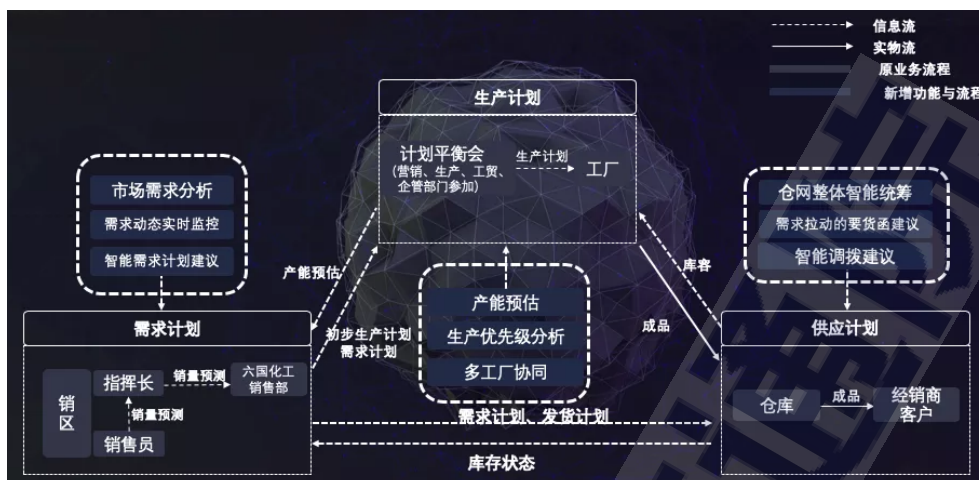 信息流
实物流
原业务流程
新增功能与流程
生产计划
计划平衡会
(营销、生产、工贸、
企管部门参加)
生产计划
工厂
市场需求分析
需求动态实时监控
智能需求计划建议
仓网整体智能统筹
需求拉动的要货函建议
智能调拨建议
产能预估
库容
产能预估
生产优先级分析
多工厂协同
初步生产计划
需求计划
成品
需求计划
销区
指挥长
销量预测
六国化工
销售部
销量预测
销售员
供应计划
仓库
成品
经销商
客户
需求计划、发货计划
库存状态